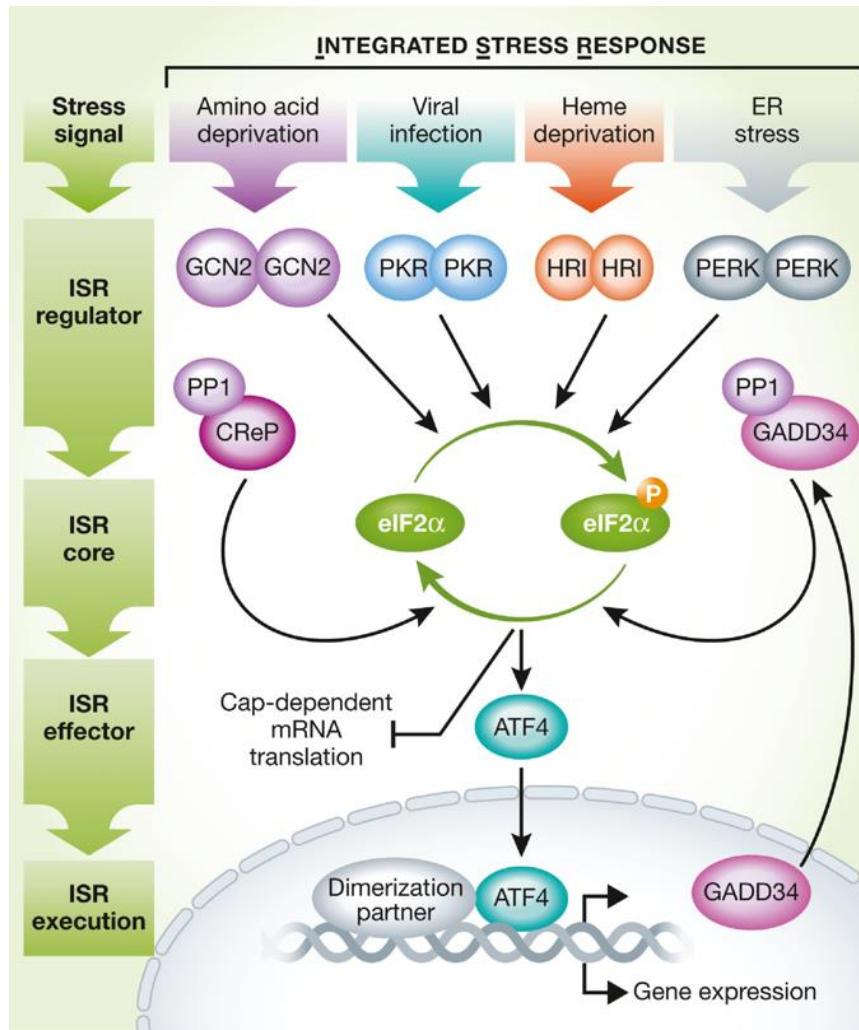 INTEGRATED STRESS RESPONSE
Stress
signal
Amino acid
deprivation
Viral
infection
Heme
deprivation
ER
stress
ISR
regulator
GCN2 GCN2
PKR PKR
HRI HRI
PERK PERK
PP1
CReP
PP1
GADD34
ISR
core
eIF2α
eIF2α
P
ISR
effector
Cap-dependent
mRNA
translation
ATF4
ISR
execution
Dimerization
partner
ATF4
GADD34
Gene expression